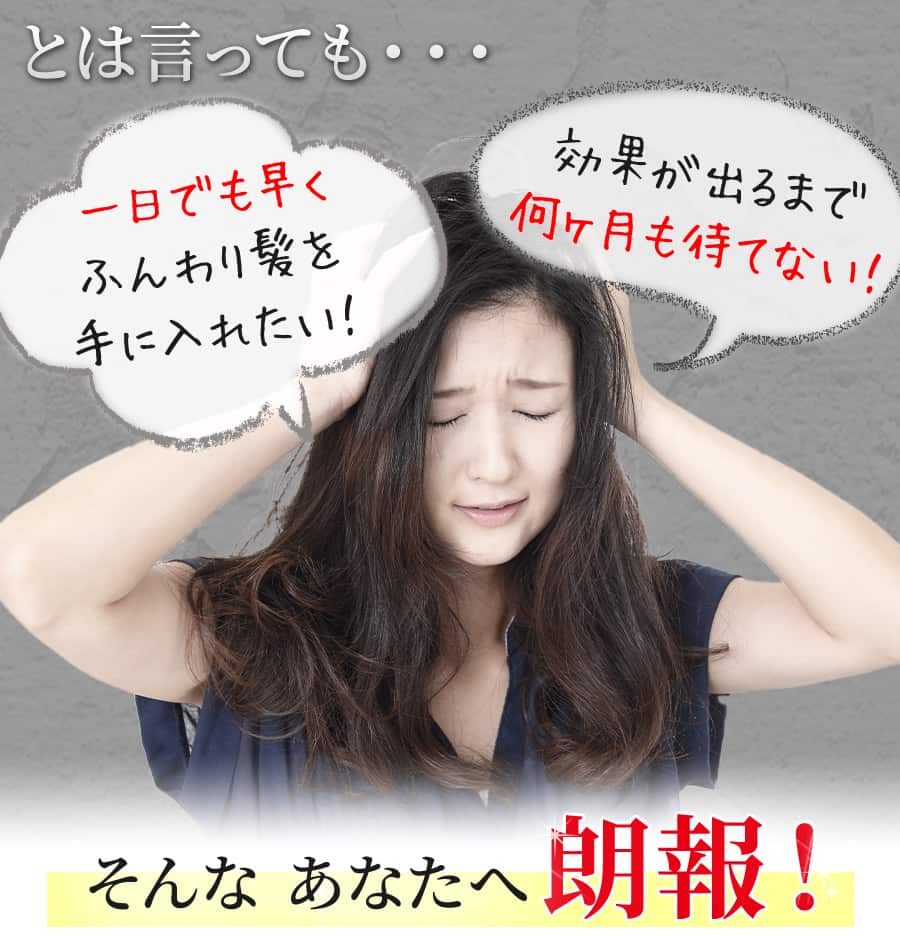 とは言っても・・・
一日でも早く
ふんわり髪を
手に入れたい!
効果が出るまで
何ヶ月も待てない!
そんな あなたへ 朗報!